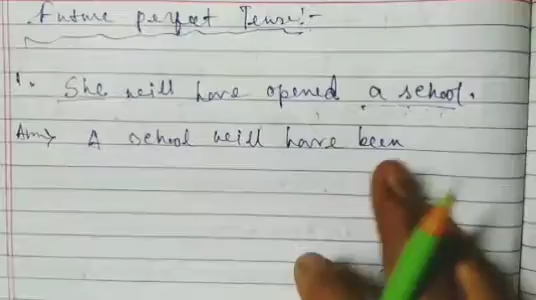 Future perfect Tense:-
1. She will have opened a school.
Ans→ A school will have been